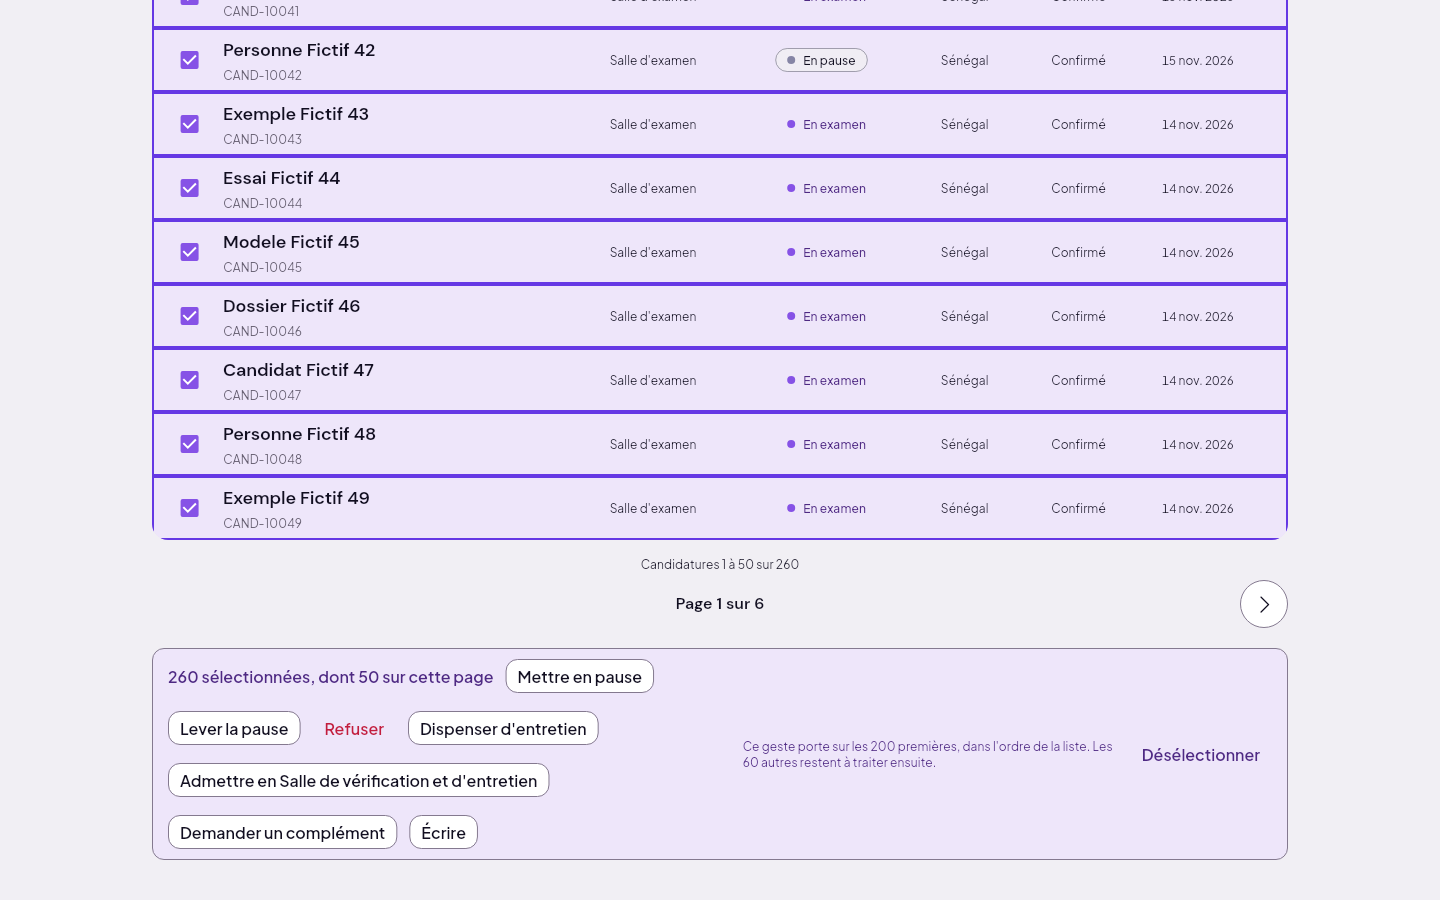 CAND-10041
Personne Fictif 42
CAND-10042
Salle d'examen
En pause
Sénégal
Confirmé
15 nov. 2026
Exemple Fictif 43
CAND-10043
Salle d'examen
En examen
Sénégal
Confirmé
14 nov. 2026
Essai Fictif 44
CAND-10044
Salle d'examen
En examen
Sénégal
Confirmé
14 nov. 2026
Modele Fictif 45
CAND-10045
Salle d'examen
En examen
Sénégal
Confirmé
14 nov. 2026
Dossier Fictif 46
CAND-10046
Salle d'examen
En examen
Sénégal
Confirmé
14 nov. 2026
Candidat Fictif 47
CAND-10047
Salle d'examen
En examen
Sénégal
Confirmé
14 nov. 2026
Personne Fictif 48
CAND-10048
Salle d'examen
En examen
Sénégal
Confirmé
14 nov. 2026
Exemple Fictif 49
CAND-10049
Salle d'examen
En examen
Sénégal
Confirmé
14 nov. 2026
Candidatures 1 à 50 sur 260
Page 1 sur 6
260 sélectionnées, dont 50 sur cette page
Mettre en pause
Lever la pause
Refuser
Dispenser d'entretien
Admettre en Salle de vérification et d'entretien
Demander un complément
Écrire
Ce geste porte sur les 200 premières, dans l'ordre de la liste. Les
60 autres restent à traiter ensuite.
Désélectionner